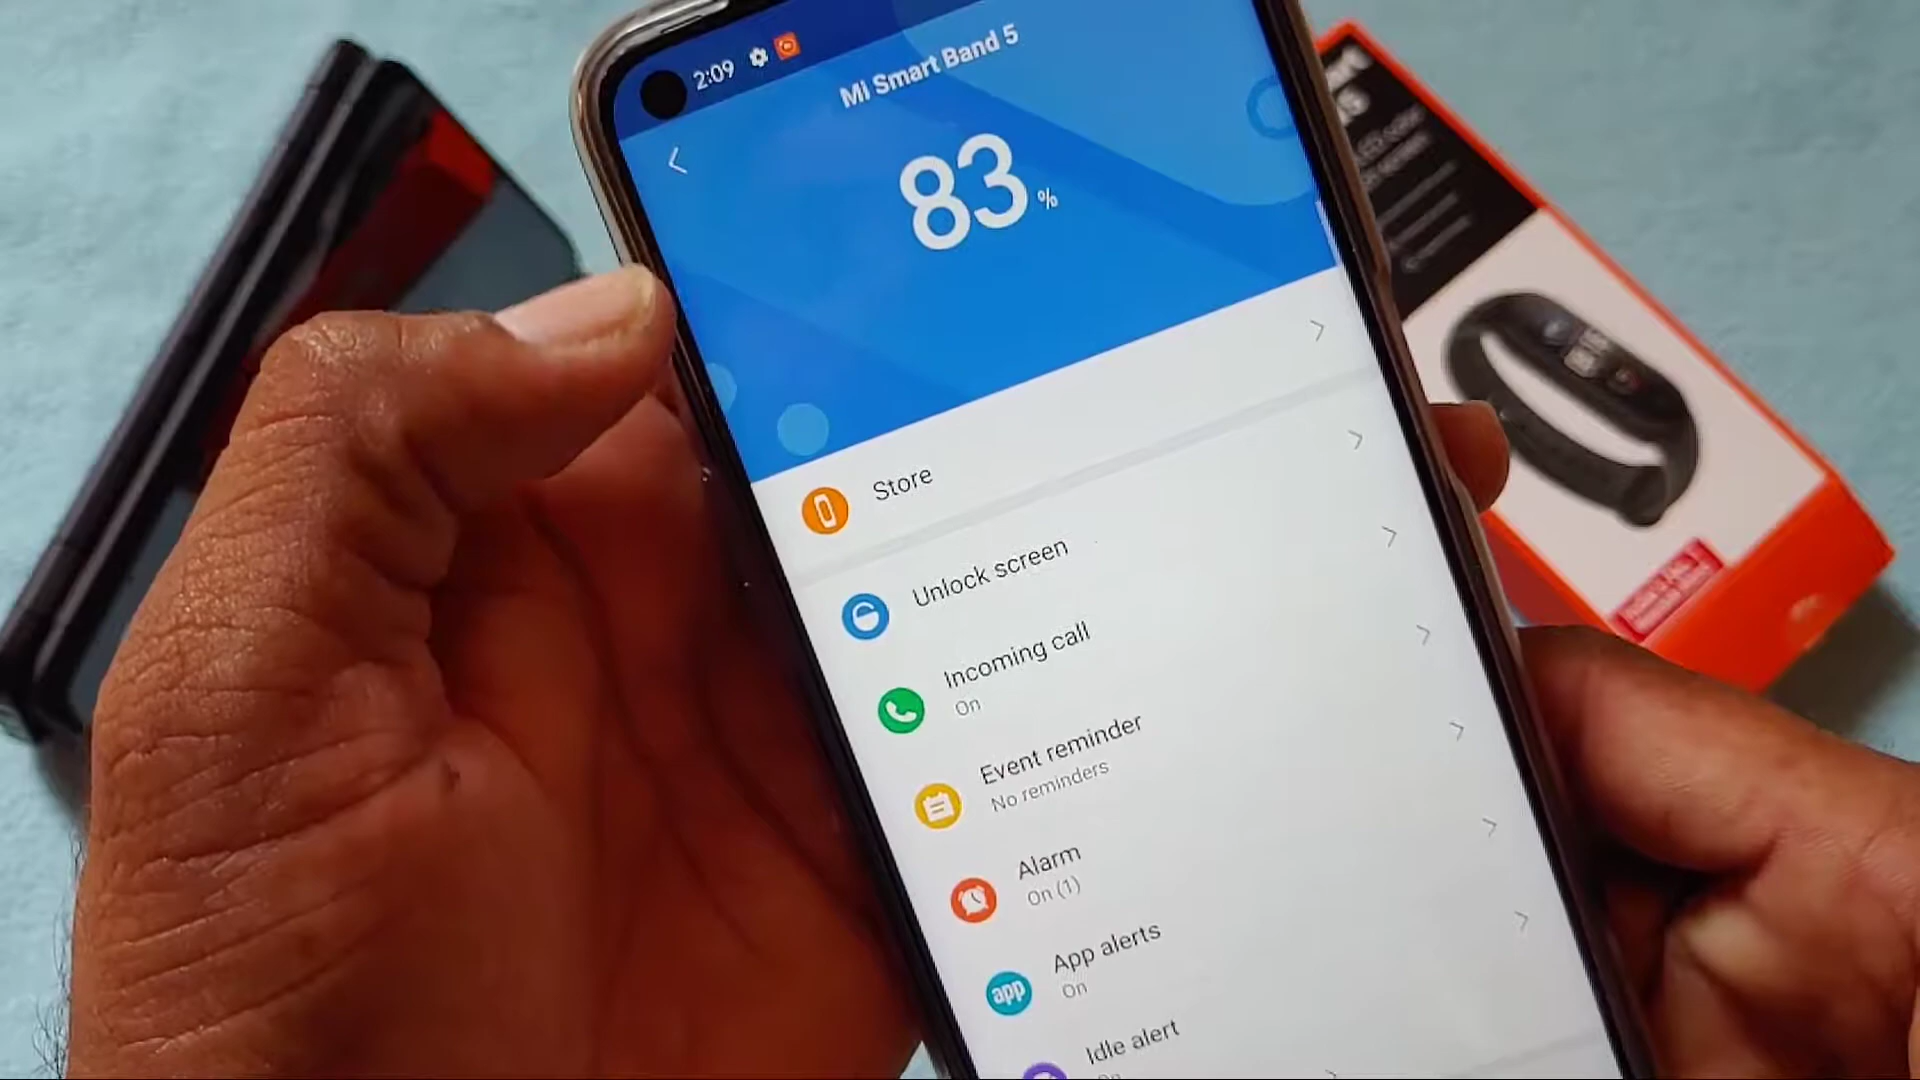 2:09
Mi Smart Band 5
83 %
Store
Unlock screen
Incoming call
On
Event reminder
No reminders
Alarm
On (1)
App alerts
app
On
Idle alert